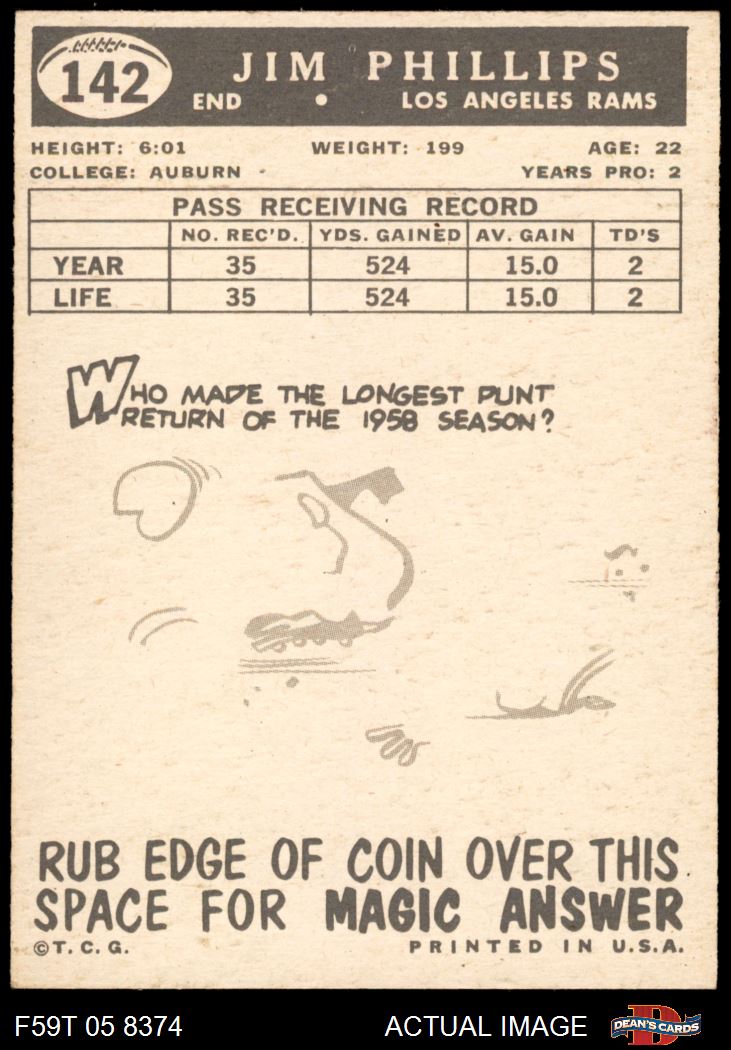 142
JIM PHILLIPS
END • LOS ANGELES RAMS
HEIGHT: 6:01 WEIGHT: 199 AGE: 22
COLLEGE: AUBURN YEARS PRO: 2
PASS RECEIVING RECORD
NO. REC'D. YDS. GAINED AV. GAIN TD'S
YEAR 35 524 15.0 2
LIFE 35 524 15.0 2
WHO MADE THE LONGEST PUNT
RETURN OF THE 1958 SEASON?
RUB EDGE OF COIN OVER THIS
SPACE FOR MAGIC ANSWER
©T. C. G. PRINTED IN U.S.A.
F59T 05 8374 ACTUAL IMAGE DEAN'S CARDS